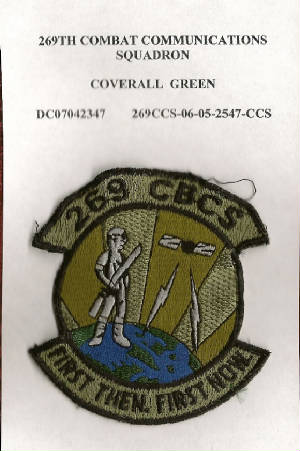 269TH COMBAT COMMUNICATIONS
SQUADRON
COVERALL GREEN
DC07042347 269CCS-06-05-2547-CCS
269 CBCS
FIRST THEN, FIRST NOW